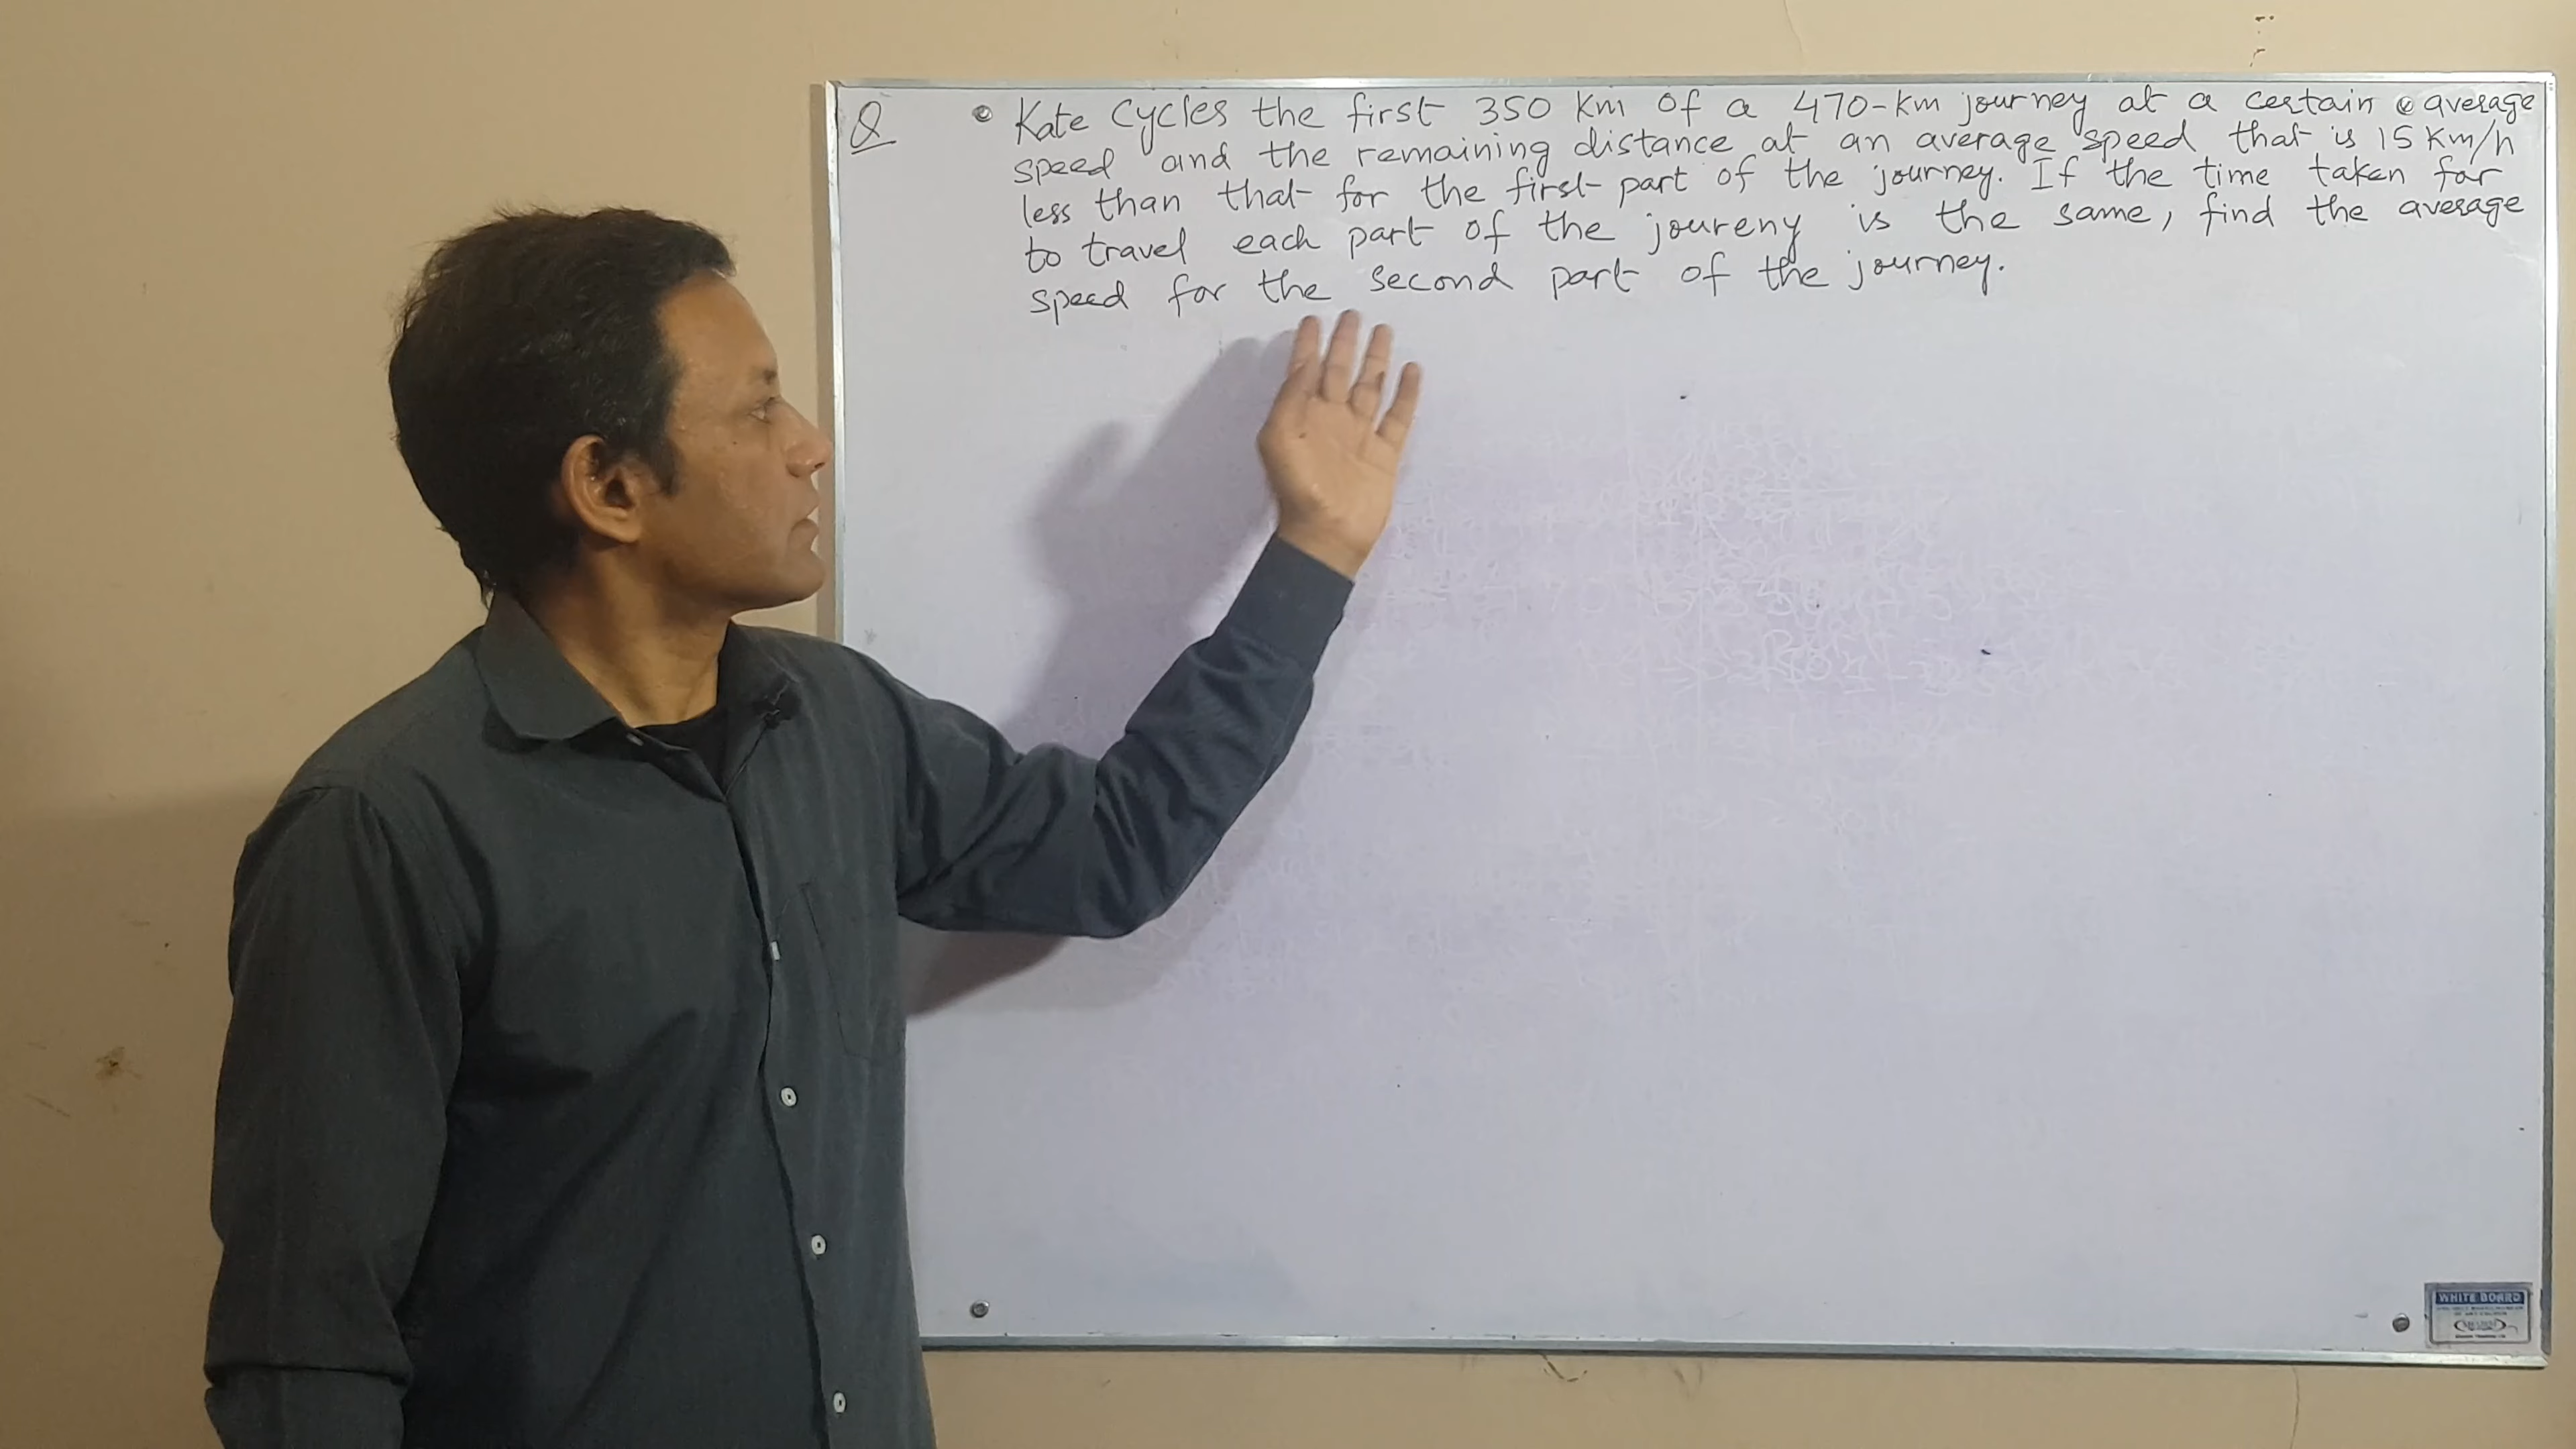 Q • Kate Cycles the first 350 Km of a 470-km journey at a certain average
speed and the remaining distance at an average speed that is 15 Km/h
less than that for the first part of the journey. If the time taken for
to travel each part of the joureny is the same, find the average
speed for the second part of the journey.
WHITE BOARD